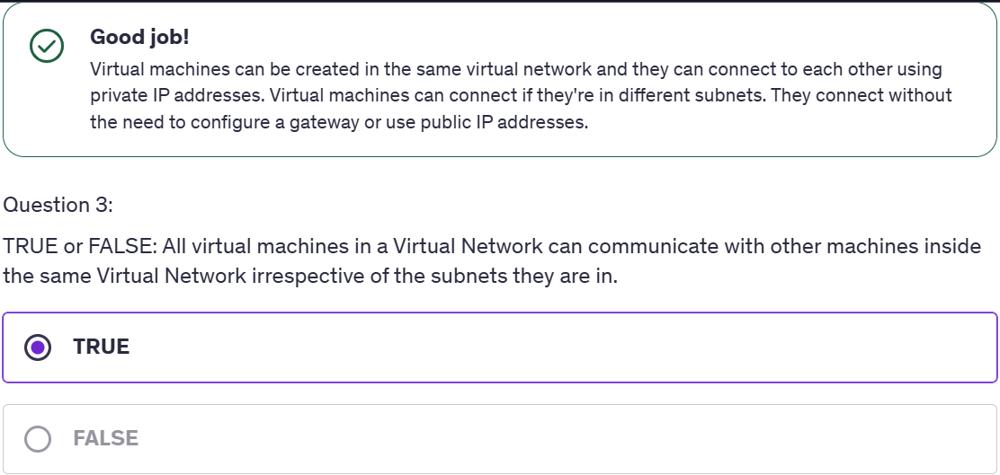 Good job!
Virtual machines can be created in the same virtual network and they can connect to each other using
private IP addresses. Virtual machines can connect if they're in different subnets. They connect without
the need to configure a gateway or use public IP addresses.
Question 3:
TRUE or FALSE: All virtual machines in a Virtual Network can communicate with other machines inside
the same Virtual Network irrespective of the subnets they are in.
TRUE
FALSE